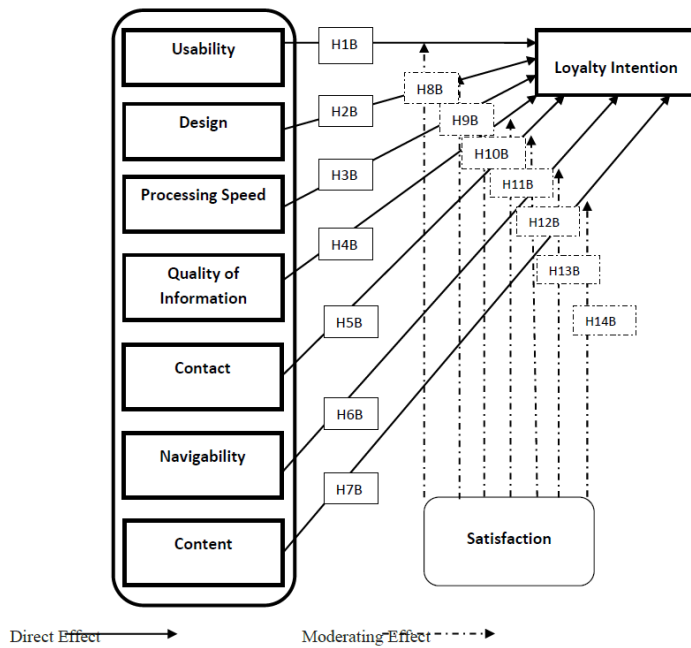 Usability
H1B
Loyalty Intention
H8B
Design
H2B
H9B
H10B
Processing Speed
H3B
H11B
H12B
H4B
Quality of
Information
H13B
H5B
H14B
Contact
H6B
Navigability
H7B
Content
Satisfaction
Direct Effect
Moderating Effect